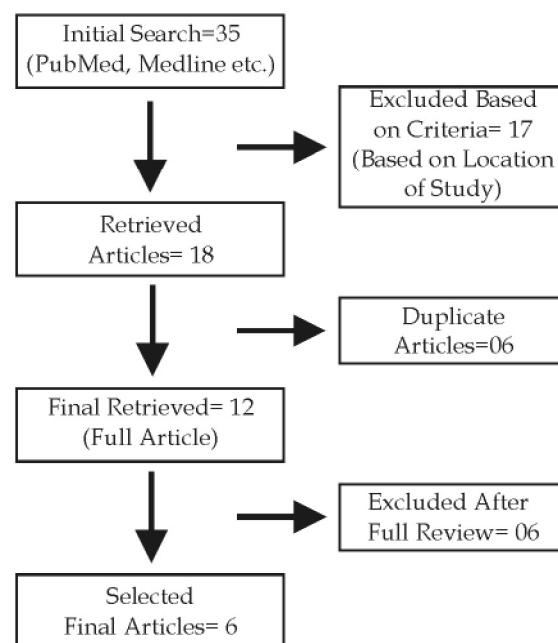 Initial Search=35
(PubMed, Medline etc.)
Excluded Based
on Criteria= 17
(Based on Location
of Study)
Retrieved
Articles= 18
Duplicate
Articles=06
Final Retrieved= 12
(Full Article)
Excluded After
Full Review= 06
Selected
Final Articles= 6